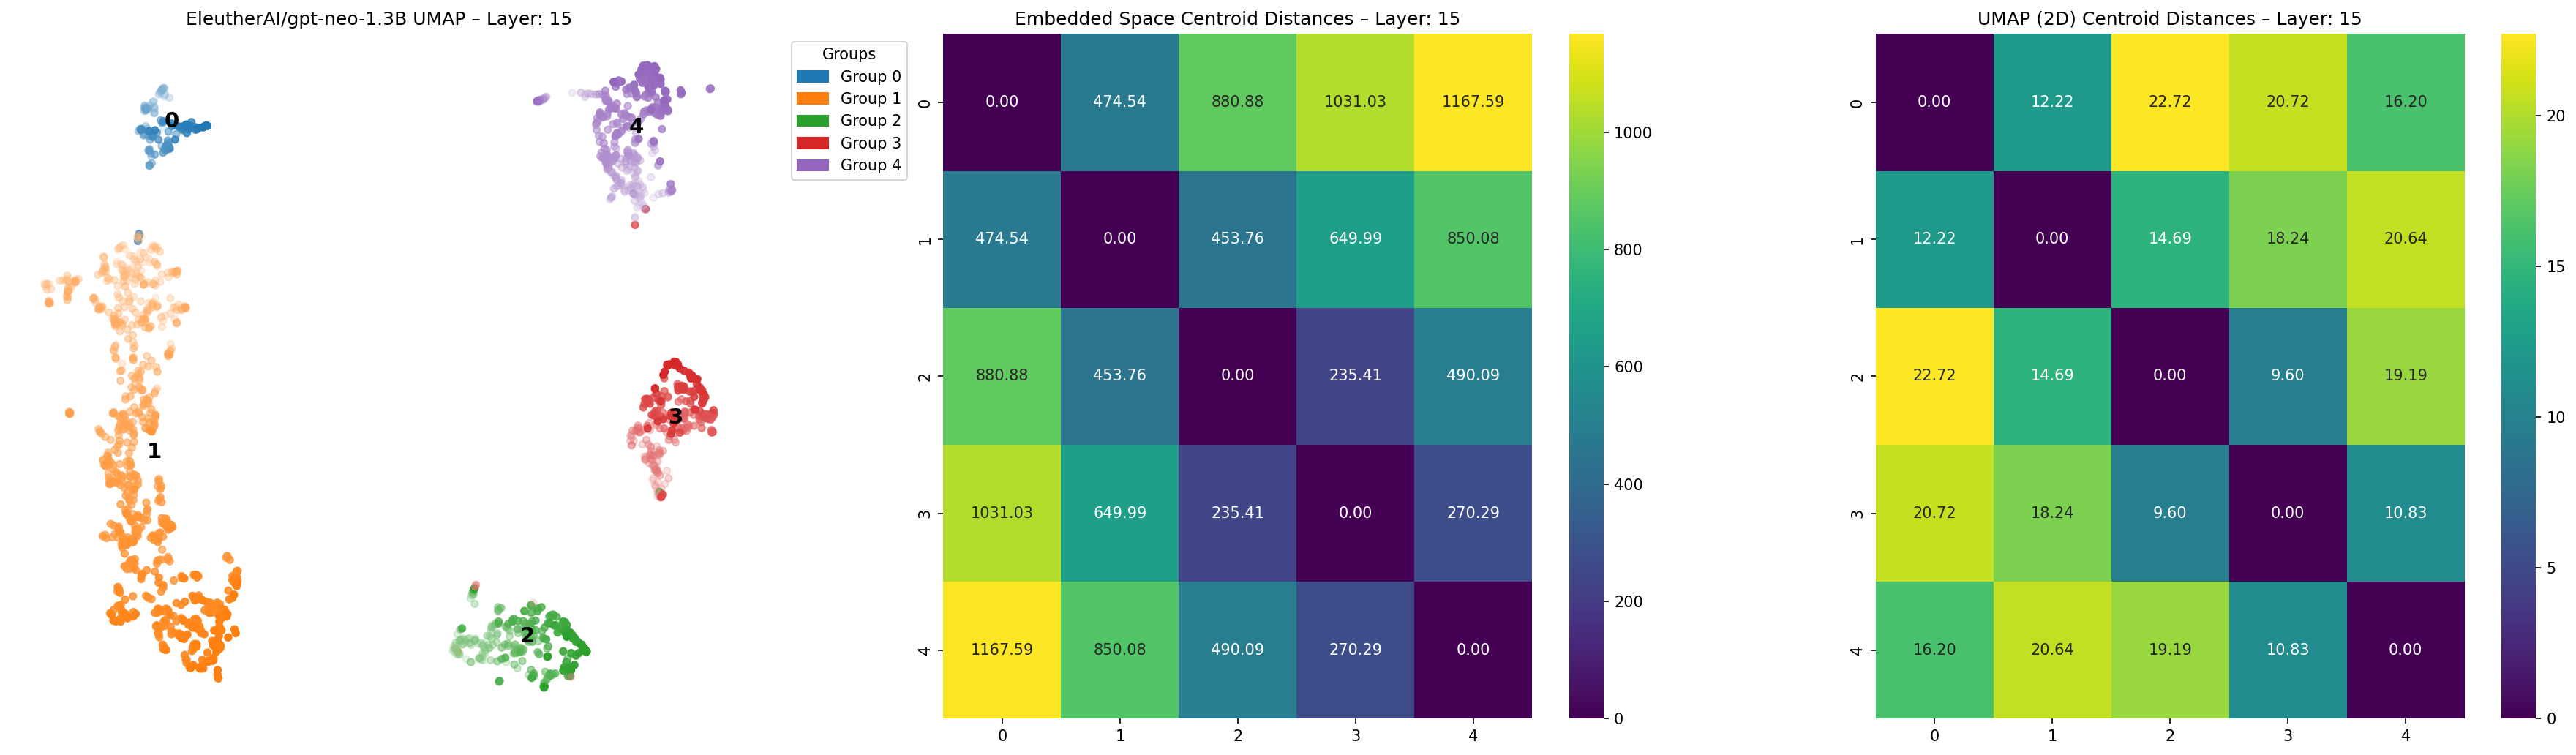 EleutherAI/gpt-neo-1.3B UMAP – Layer: 15
0
4
1
3
2
Groups
Group 0
Group 1
Group 2
Group 3
Group 4
Embedded Space Centroid Distances – Layer: 15
0 0.00 474.54 880.88 1031.03 1167.59
1 474.54 0.00 453.76 649.99 850.08
2 880.88 453.76 0.00 235.41 490.09
3 1031.03 649.99 235.41 0.00 270.29
4 1167.59 850.08 490.09 270.29 0.00
0 1 2 3 4
1000
800
600
400
200
0
UMAP (2D) Centroid Distances – Layer: 15
0 0.00 12.22 22.72 20.72 16.20
1 12.22 0.00 14.69 18.24 20.64
2 22.72 14.69 0.00 9.60 19.19
3 20.72 18.24 9.60 0.00 10.83
4 16.20 20.64 19.19 10.83 0.00
0 1 2 3 4
20
15
10
5
0